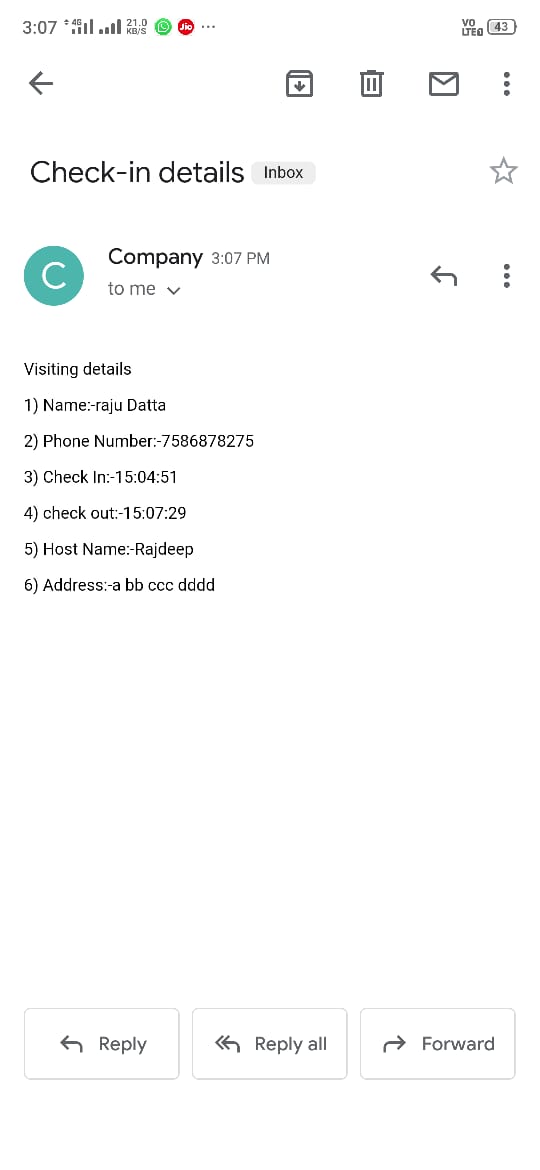 3:07 4G 21.0 KB/S Jio ... VO LTE 43
Check-in details Inbox
C Company 3:07 PM
to me
Visiting details
1) Name:-raju Datta
2) Phone Number:-7586878275
3) Check In:-15:04:51
4) check out:-15:07:29
5) Host Name:-Rajdeep
6) Address:-a bb ccc dddd
Reply Reply all Forward